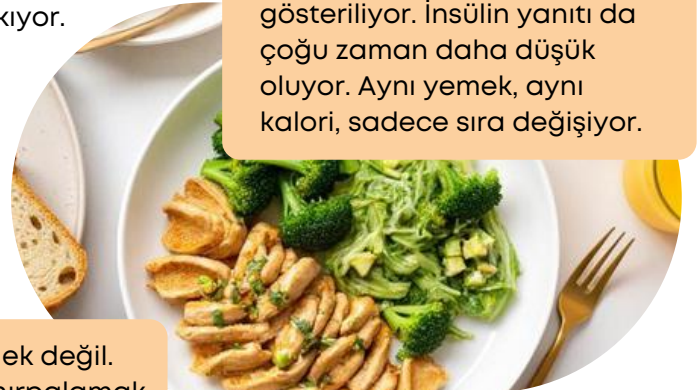 kıyor.
gösteriliyor. İnsülin yanıtı da
çoğu zaman daha düşük
oluyor. Aynı yemek, aynı
kalori, sadece sıra değişiyor.
ek değil.